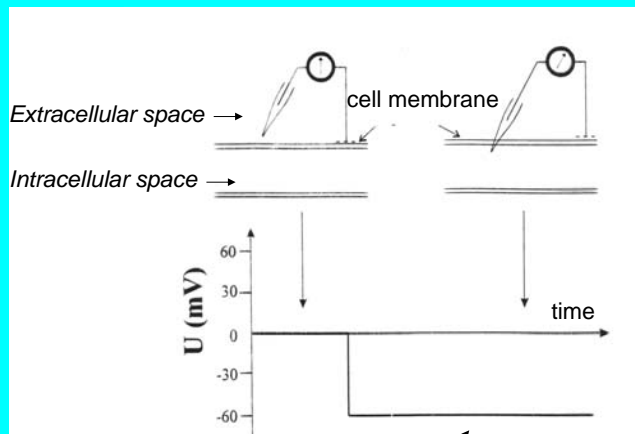 cell membrane
Extracellular space
Intracellular space
60
30
time
U (mV)
0
-30
-60